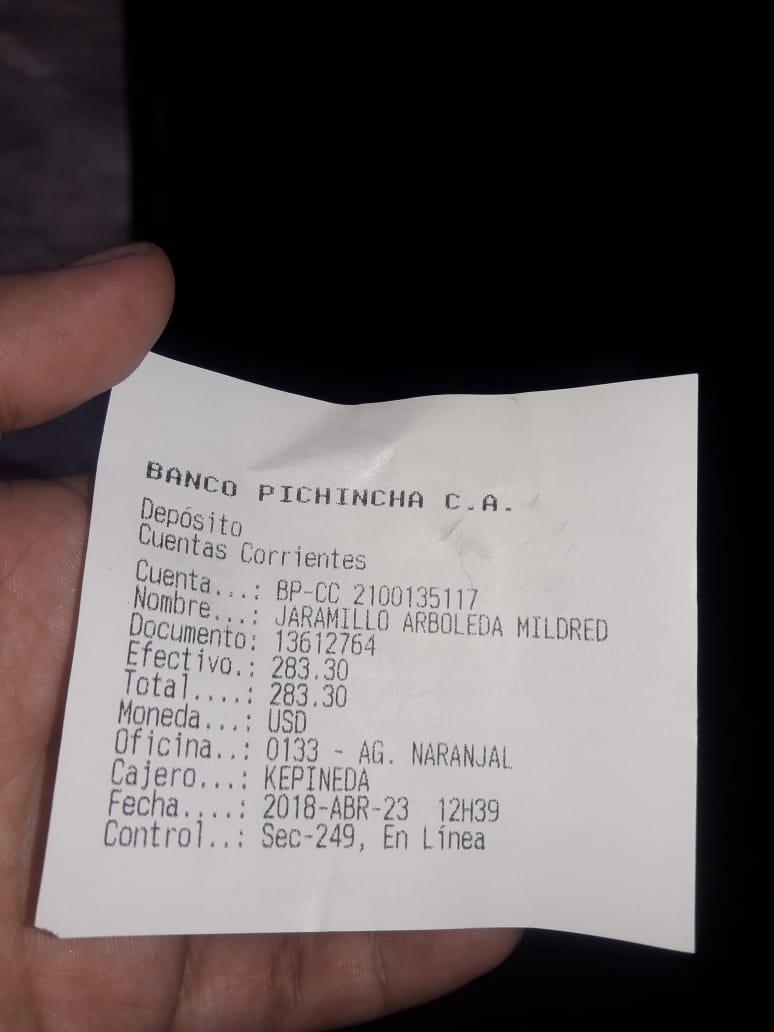 BANCO PICHINCHA C.A.
Depósito
Cuentas Corrientes
Cuenta...: BP-CC 2100135117
Nombre...: JARAMILLO ARBOLEDA MILDRED
Documento: 13612764
Efectivo.: 283.30
Total....: 283.30
Moneda...: USD
Oficina..: 0133 - AG. NARANJAL
Cajero...: KEPINEDA
Fecha....: 2018-ABR-23  12H39
Control..: Sec-249, En Línea